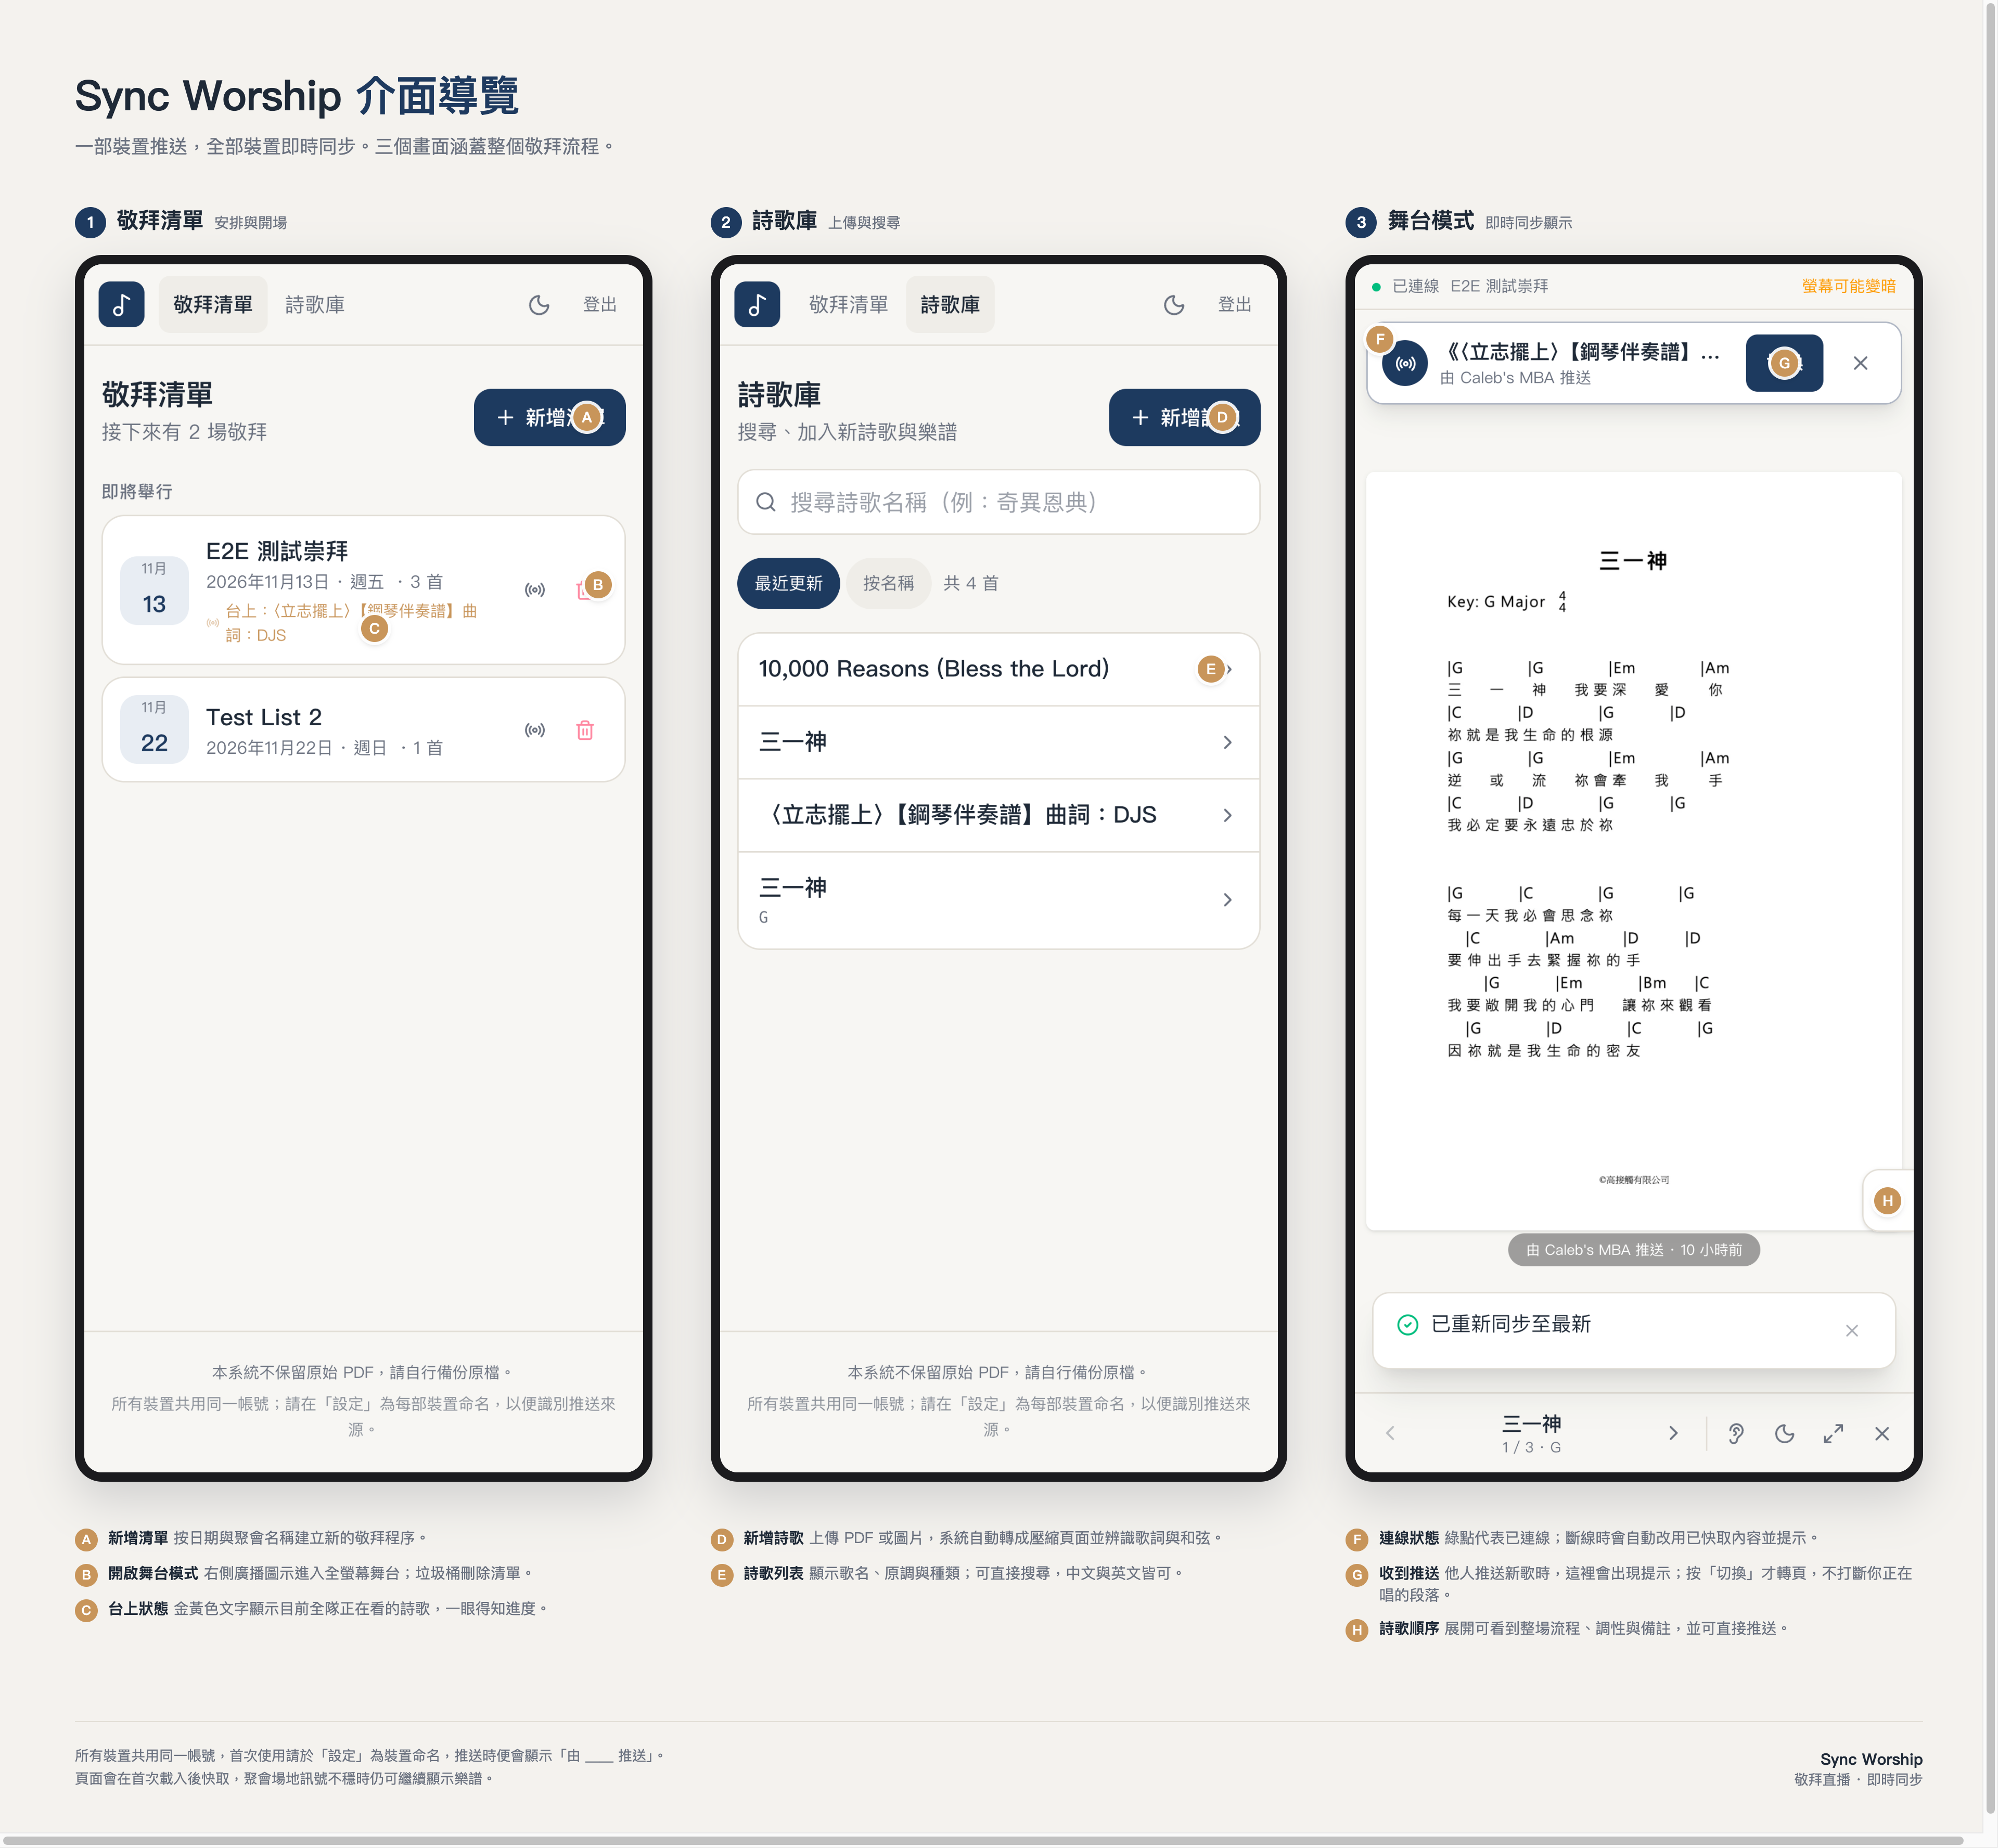 Sync Worship 介面導覽
一部裝置推送，全部裝置即時同步。三個畫面涵蓋整個敬拜流程。
1 敬拜清單 安排與開場
敬拜清單 詩歌庫 登出
敬拜清單
接下來有 2 場敬拜
+ 新增 A
即將舉行
11月
13
E2E 測試崇拜
2026年11月13日 · 週五 · 3 首
B
台上：〈立志擺上〉【鋼琴伴奏譜】曲
詞：DJS
C
11月
22
Test List 2
2026年11月22日 · 週日 · 1 首
本系統不保留原始 PDF，請自行備份原檔。
所有裝置共用同一帳號；請在「設定」為每部裝置命名，以便識別推送來
源。
A 新增清單 按日期與聚會名稱建立新的敬拜程序。
B 開啟舞台模式 右側廣播圖示進入全螢幕舞台；垃圾桶刪除清單。
C 台上狀態 金黃色文字顯示目前全隊正在看的詩歌，一眼得知進度。
2 詩歌庫 上傳與搜尋
敬拜清單 詩歌庫 登出
詩歌庫
搜尋、加入新詩歌與樂譜
+ 新增 D
搜尋詩歌名稱（例：奇異恩典）
最近更新 按名稱 共 4 首
10,000 Reasons (Bless the Lord) E
三一神
〈立志擺上〉【鋼琴伴奏譜】曲詞：DJS
三一神
G
本系統不保留原始 PDF，請自行備份原檔。
所有裝置共用同一帳號；請在「設定」為每部裝置命名，以便識別推送來
源。
D 新增詩歌 上傳 PDF 或圖片，系統自動轉成壓縮頁面並辨識歌詞與和弦。
E 詩歌列表 顯示歌名、原調與種類；可直接搜尋，中文與英文皆可。
3 舞台模式 即時同步顯示
已連線 E2E 測試崇拜 螢幕可能變暗
F
《〈立志擺上〉【鋼琴伴奏譜】...
由 Caleb's MBA 推送
G
三一神
Key: G Major 4/4
|G |G |Em |Am
三 一 神 我要深 愛 你
|C |D |G |D
祢就是我生命的根源
|G |G |Em |Am
逆 或 流 祢會牽 我 手
|C |D |G |G
我必定要永遠忠於祢
|G |C |G |G
每一天我必會思念祢
|C |Am |D |D
要伸出手去緊握祢的手
|G |Em |Bm |C
我要敞開我的心門 讓祢來觀看
|G |D |C |G
因祢就是我生命的密友
©高接觸有限公司
H
由 Caleb's MBA 推送 · 10 小時前
已重新同步至最新
三一神
1 / 3 · G
F 連線狀態 綠點代表已連線；斷線時會自動改用已快取內容並提示。
G 收到推送 他人推送新歌時，這裡會出現提示；按「切換」才轉頁，不打斷你正在
唱的段落。
H 詩歌順序 展開可看到整場流程、調性與備註，並可直接推送。
所有裝置共用同一帳號，首次使用請於「設定」為裝置命名，推送時便會顯示「由 ____ 推送」。
頁面會在首次載入後快取，聚會場地訊號不穩時仍可繼續顯示樂譜。
Sync Worship
敬拜直播 · 即時同步